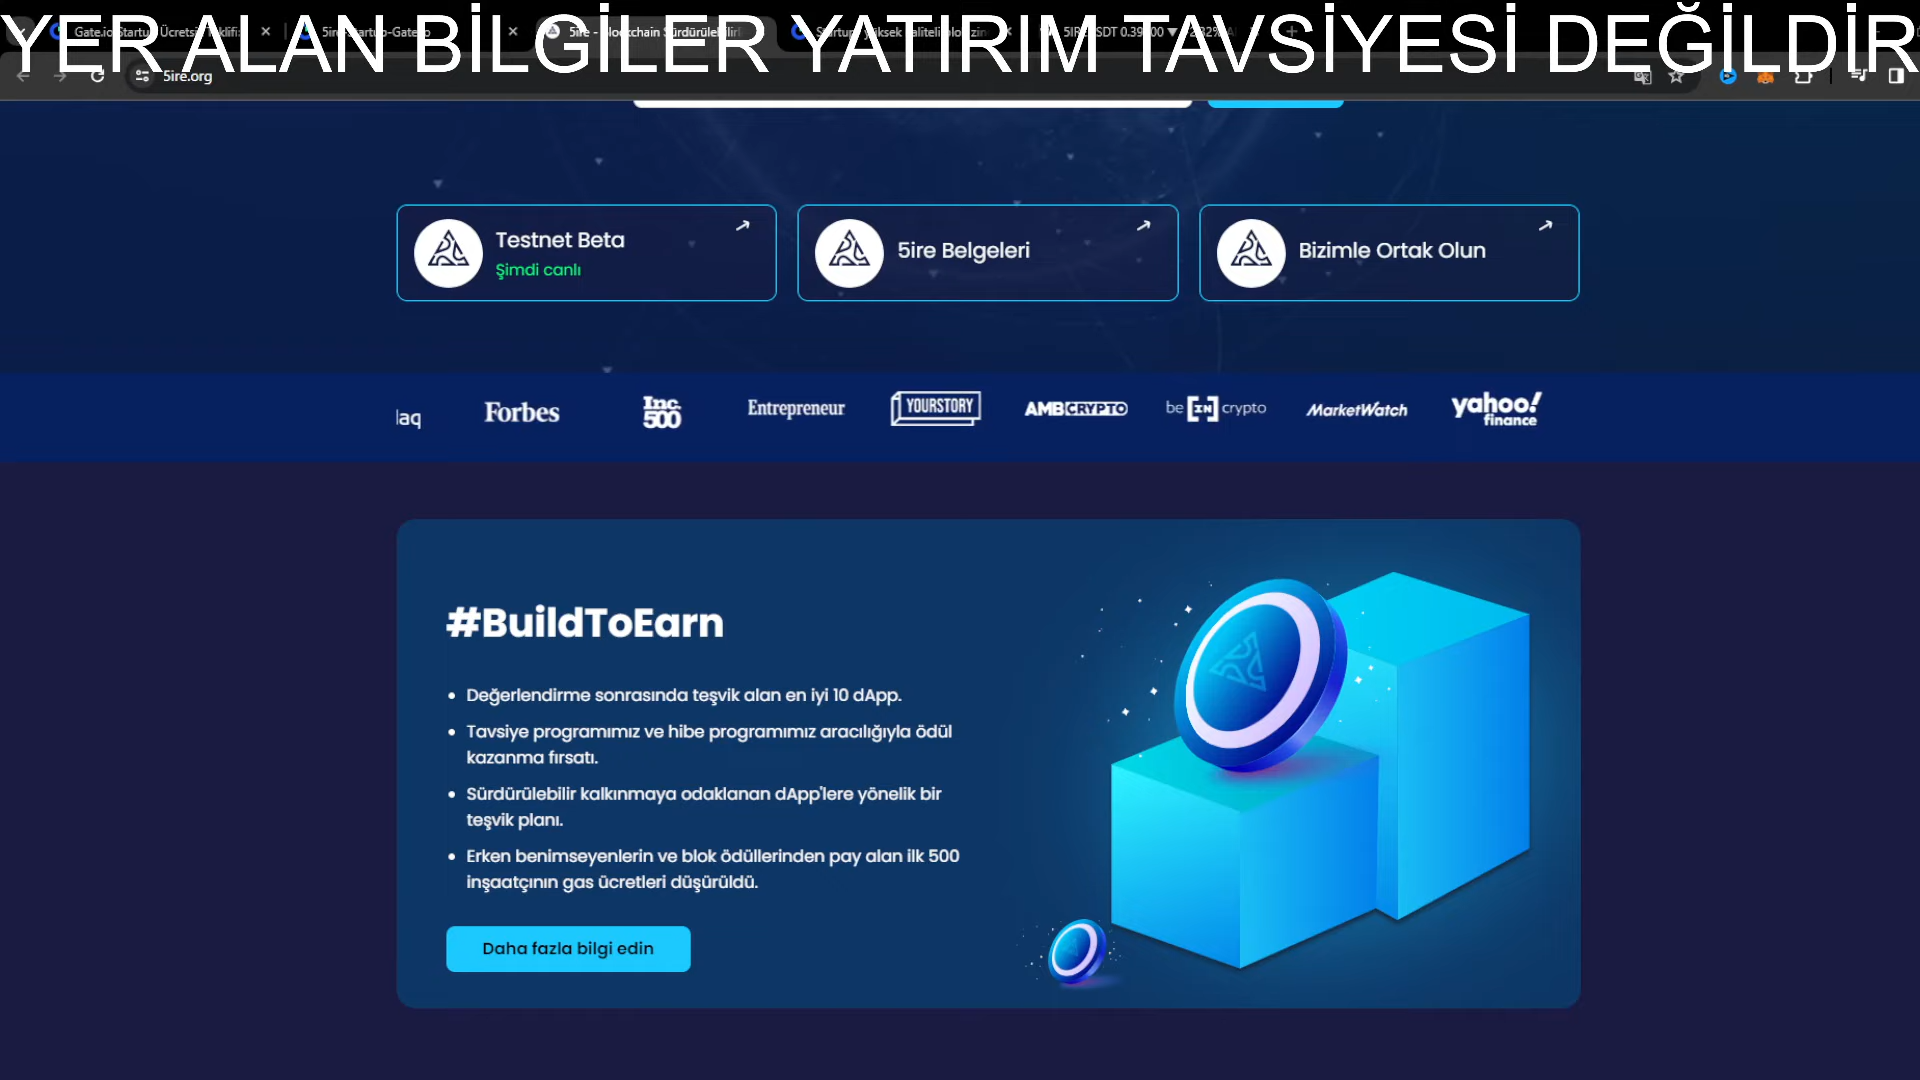 YER ALAN BİLGİLER YATIRIM TAVSİYESİ DEĞİLDİR
5ire.org
Testnet Beta
Şimdi canlı
5ire Belgeleri
Bizimle Ortak Olun
daq
Forbes
Inc. 500
Entrepreneur
YOURSTORY
AMBCRYPTO
be[IN]crypto
MarketWatch
yahoo! finance
#BuildToEarn
• Değerlendirme sonrasında teşvik alan en iyi 10 dApp.
• Tavsiye programımız ve hibe programımız aracılığıyla ödül
kazanma fırsatı.
• Sürdürülebilir kalkınmaya odaklanan dApp'lere yönelik bir
teşvik planı.
• Erken benimseyenlerin ve blok ödüllerinden pay alan ilk 500
inşaatçının gas ücretleri düşürüldü.
Daha fazla bilgi edin